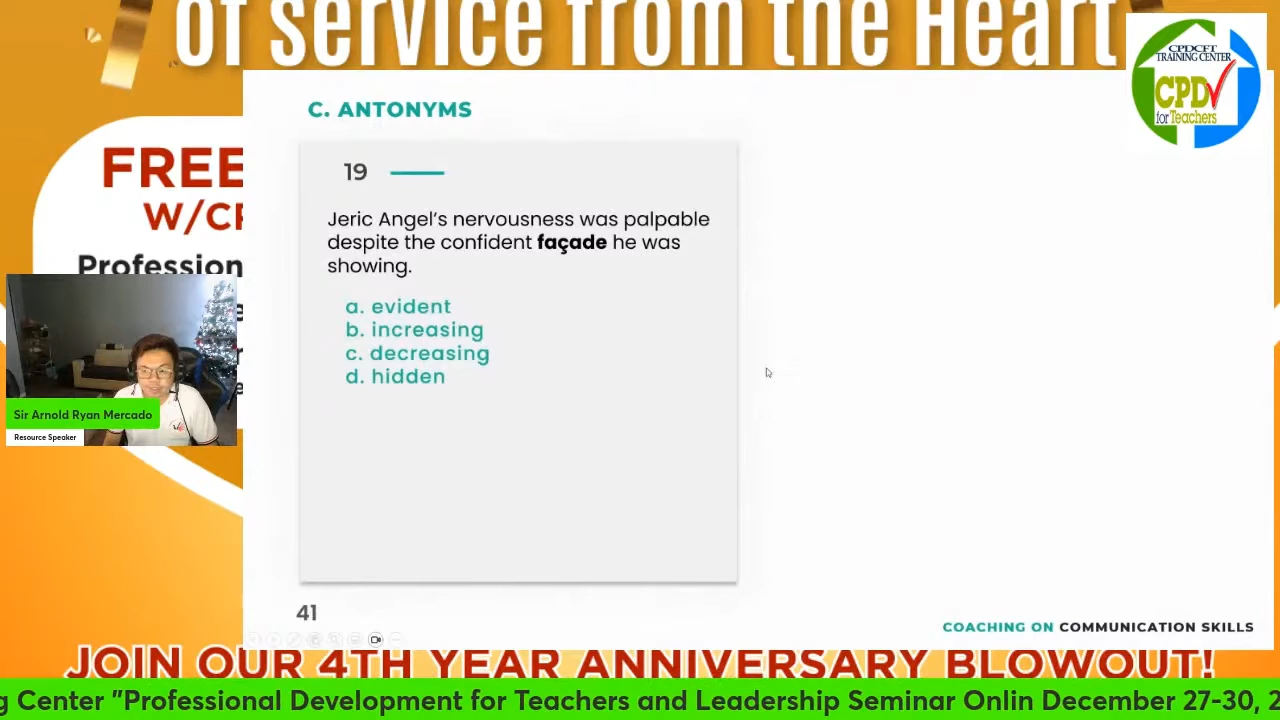 of service from the Heart
CPDCFT
TRAINING CENTER
CPD
for Teachers
C. ANTONYMS
FREE
W/CP
Profession
19
Jeric Angel's nervousness was palpable
despite the confident façade he was
showing.
a. evident
b. increasing
c. decreasing
d. hidden
Sir Arnold Ryan Mercado
Resource Speaker
41
COACHING ON COMMUNICATION SKILLS
JOIN OUR 4TH YEAR ANNIVERSARY BLOWOUT!
g Center "Professional Development for Teachers and Leadership Seminar Onlin December 27-30, 2